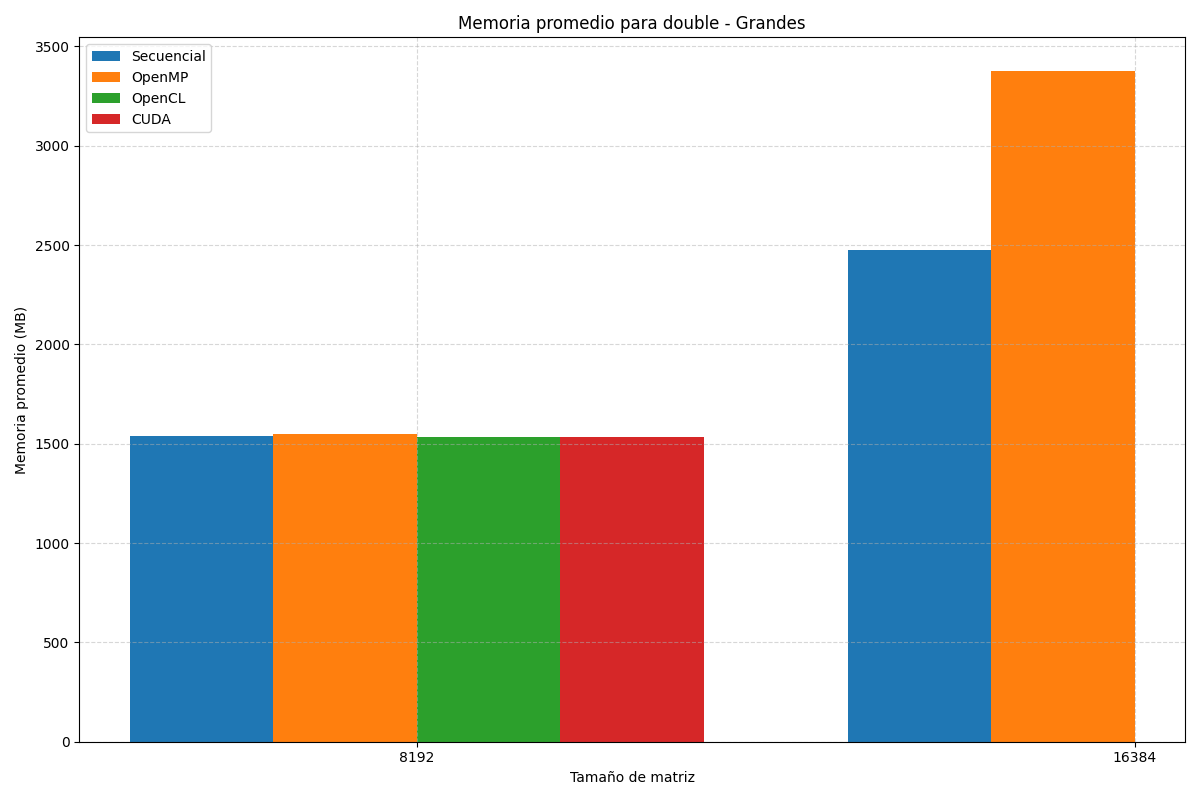 Memoria promedio para double - Grandes
Secuencial
OpenMP
OpenCL
CUDA
3500
3000
2500
2000
1500
1000
500
0
Memoria promedio (MB)
8192
16384
Tamaño de matriz